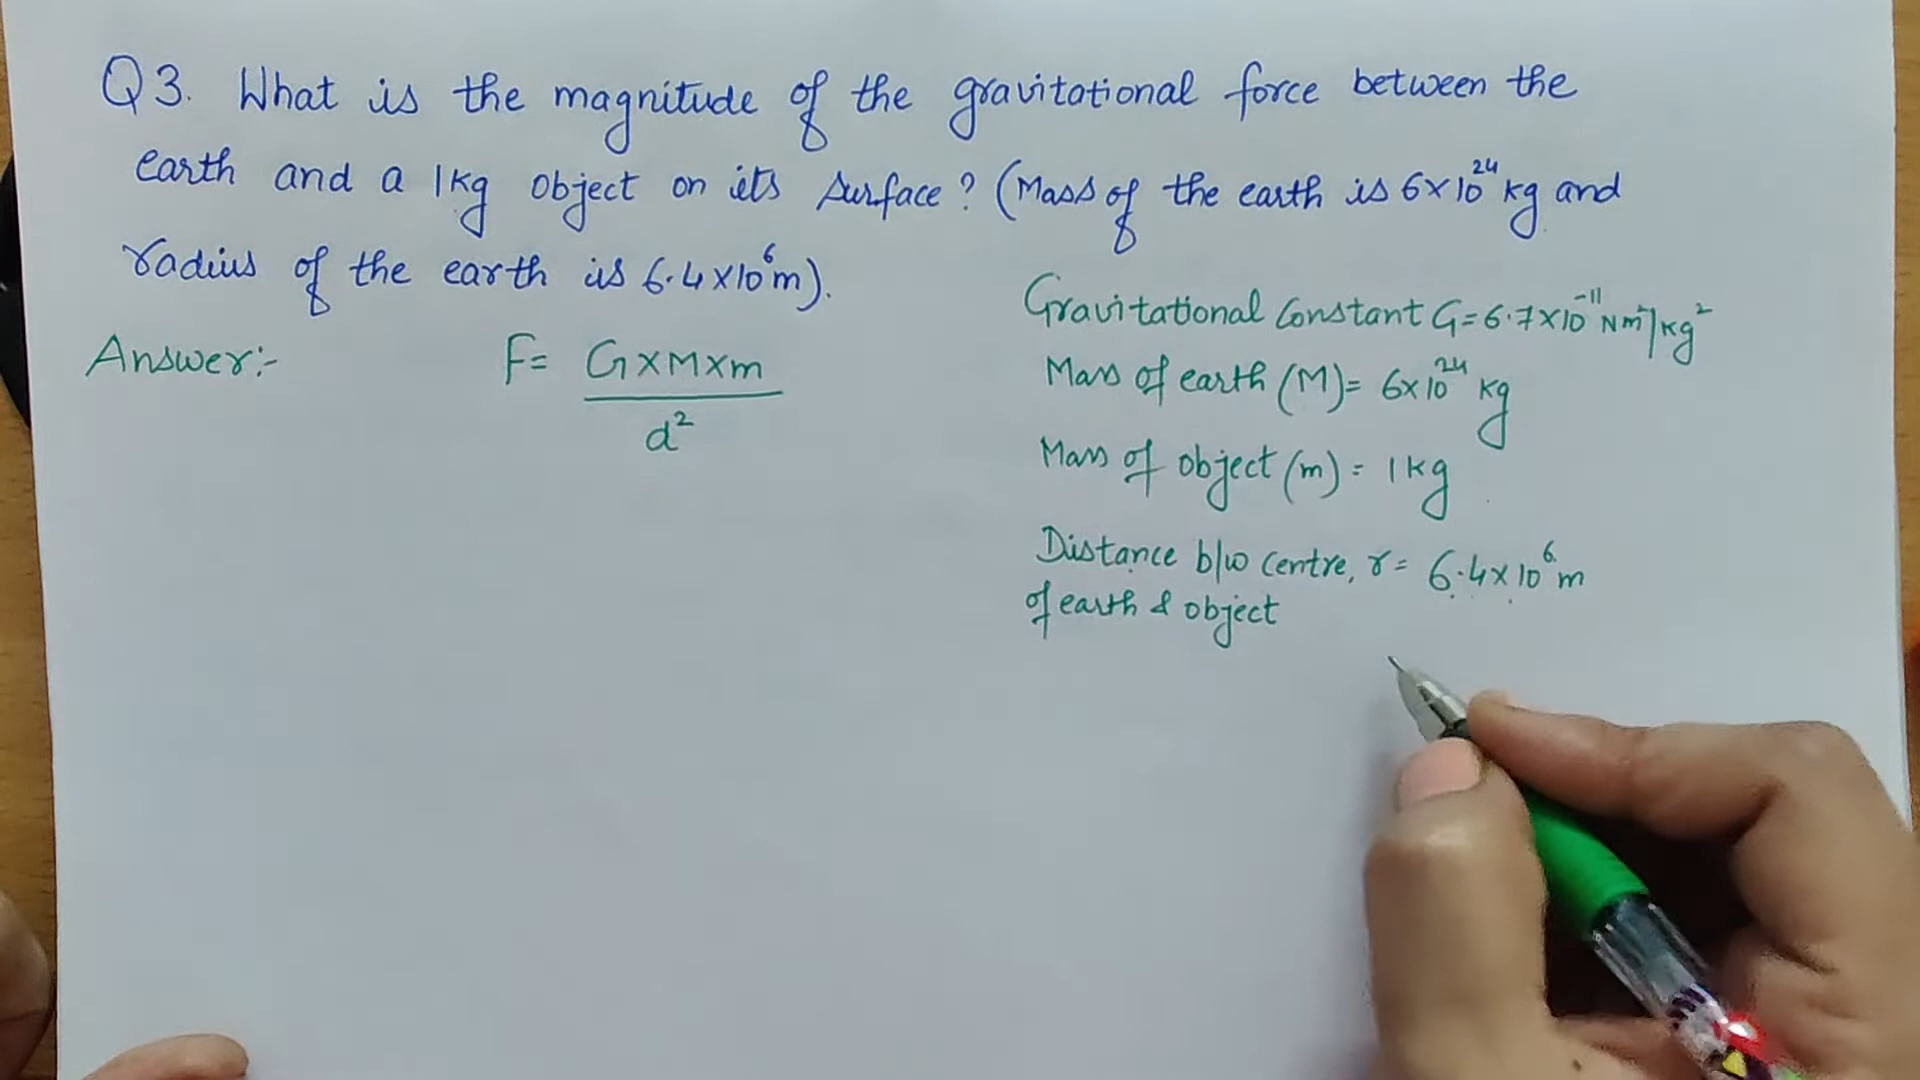 Q3. What is the magnitude of the gravitational force between the
earth and a 1kg object on its surface? (Mass of the earth is 6×10²⁴ kg and
radius of the earth is 6.4×10⁶m).
Answer:-
F= G×M×m
d²
Gravitational Constant G=6.7×10⁻¹¹ Nm²/kg²
Mass of earth (M)= 6×10²⁴ kg
Mass of object (m) = 1kg
Distance b/w centre, r= 6.4×10⁶m
of earth & object